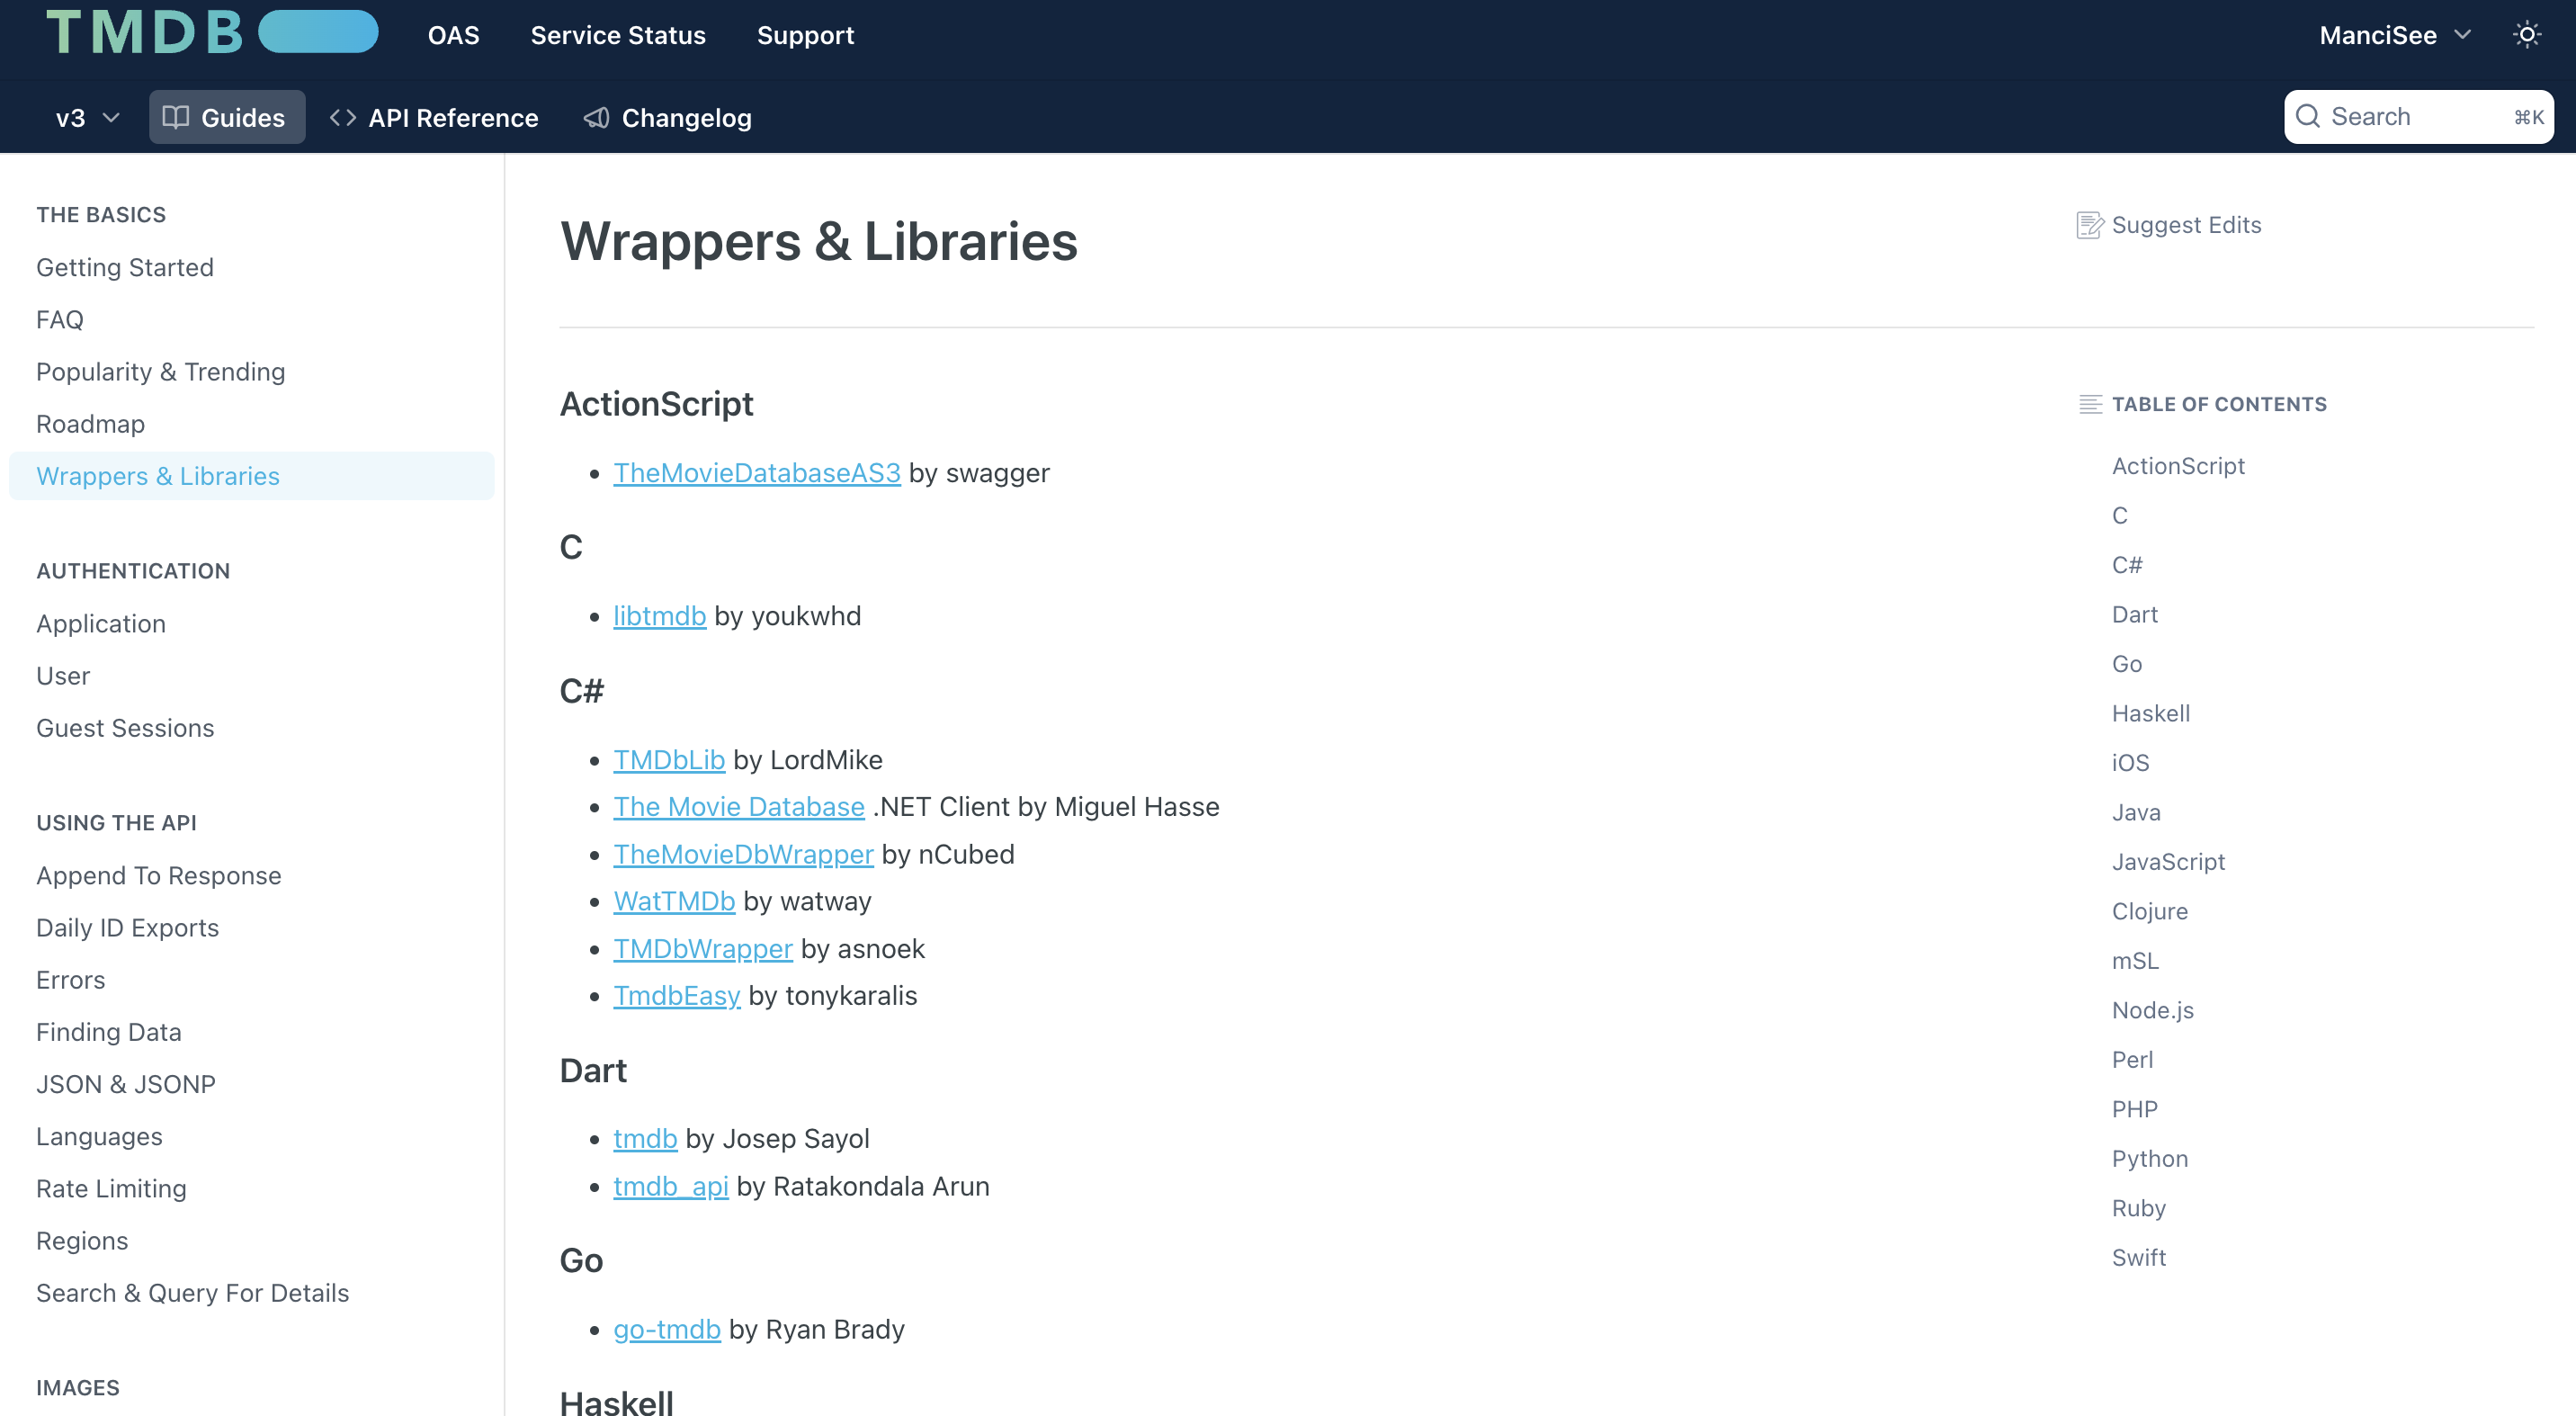 TMDB
OAS
Service Status
Support
ManciSee
v3
Guides
API Reference
Changelog
Search
⌘K
THE BASICS
Getting Started
FAQ
Popularity & Trending
Roadmap
Wrappers & Libraries
AUTHENTICATION
Application
User
Guest Sessions
USING THE API
Append To Response
Daily ID Exports
Errors
Finding Data
JSON & JSONP
Languages
Rate Limiting
Regions
Search & Query For Details
IMAGES
Wrappers & Libraries
Suggest Edits
ActionScript
• TheMovieDatabaseAS3 by swagger
C
• libtmdb by youkwhd
C#
• TMDbLib by LordMike
• The Movie Database .NET Client by Miguel Hasse
• TheMovieDbWrapper by nCubed
• WatTMDb by watway
• TMDbWrapper by asnoek
• TmdbEasy by tonykaralis
Dart
• tmdb by Josep Sayol
• tmdb_api by Ratakondala Arun
Go
• go-tmdb by Ryan Brady
Haskell
TABLE OF CONTENTS
ActionScript
C
C#
Dart
Go
Haskell
iOS
Java
JavaScript
Clojure
mSL
Node.js
Perl
PHP
Python
Ruby
Swift